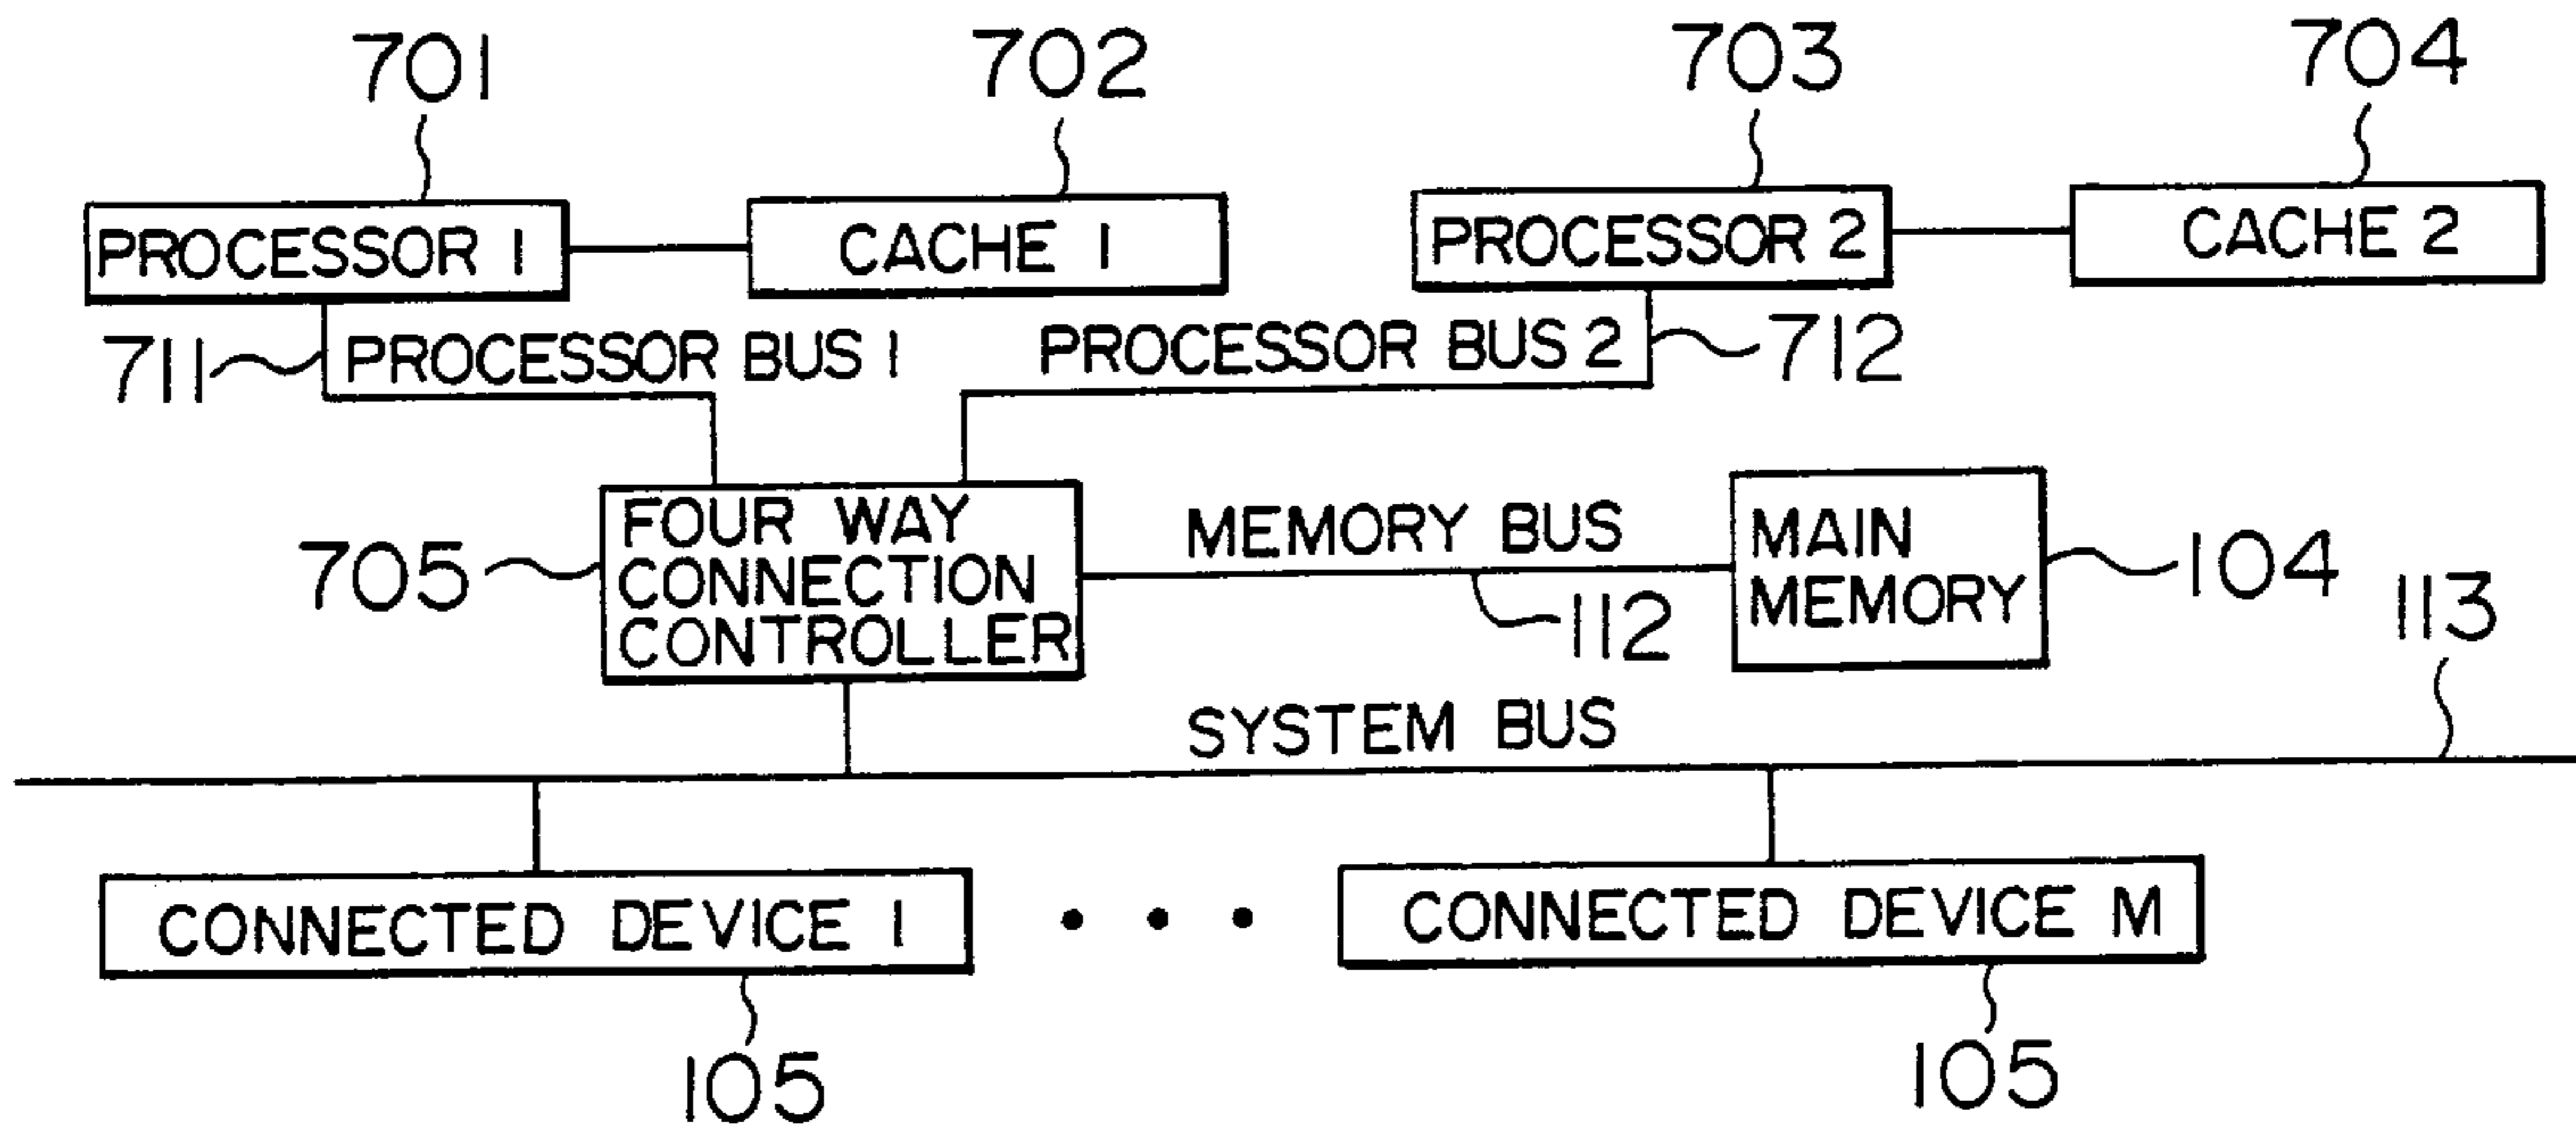 701
702
703
704
PROCESSOR 1
CACHE 1
PROCESSOR 2
CACHE 2
711
PROCESSOR BUS 1
PROCESSOR BUS 2
712
705
FOUR WAY
CONNECTION
CONTROLLER
MEMORY BUS
112
MAIN
MEMORY
104
113
SYSTEM BUS
CONNECTED DEVICE 1
• • •
CONNECTED DEVICE M
105
105